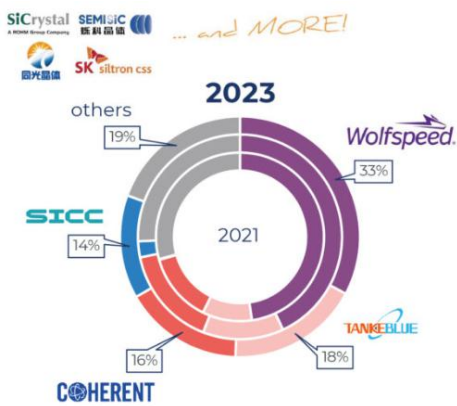 SiCrystal
A ROHM Group Company
SEMISiC
烁科晶体
... and MORE!
同光晶体
SK siltron css
2023
others
19%
Wolfspeed.
33%
SICC
14%
2021
TANKEBLUE
18%
16%
COHERENT